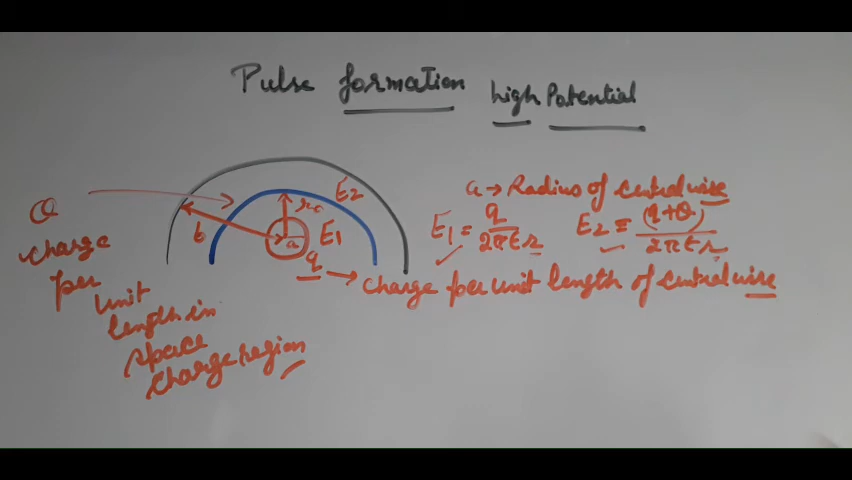 Pulse formation high Potential
a → Radius of central wire
E1 = q / 2πεr
E2 = (q+Q) / 2πεr
q → charge per unit length of central wire
Q
charge
per
unit
length in
space
charge region
b
a
E1
E2